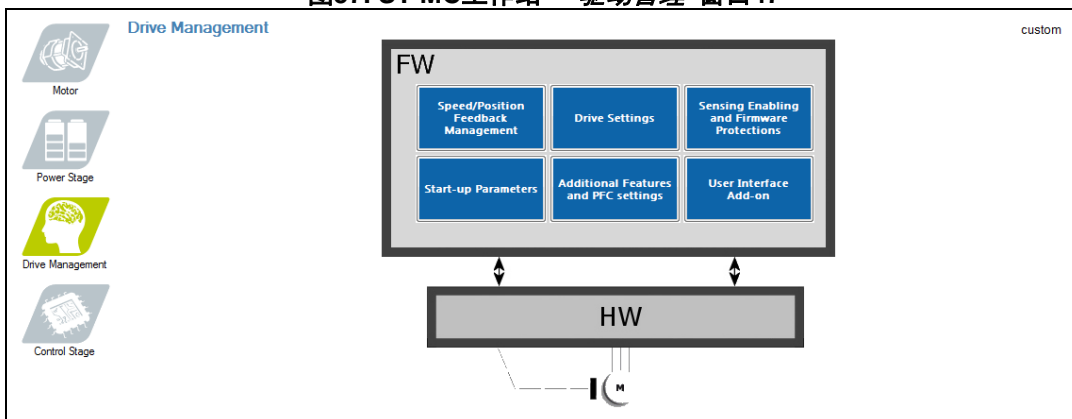 Drive Management
custom
Motor
Power Stage
Drive Management
Control Stage
FW
Speed/Position
Feedback
Management
Drive Settings
Sensing Enabling
and Firmware
Protections
Start-up Parameters
Additional Features
and PFC settings
User Interface
Add-on
HW
M